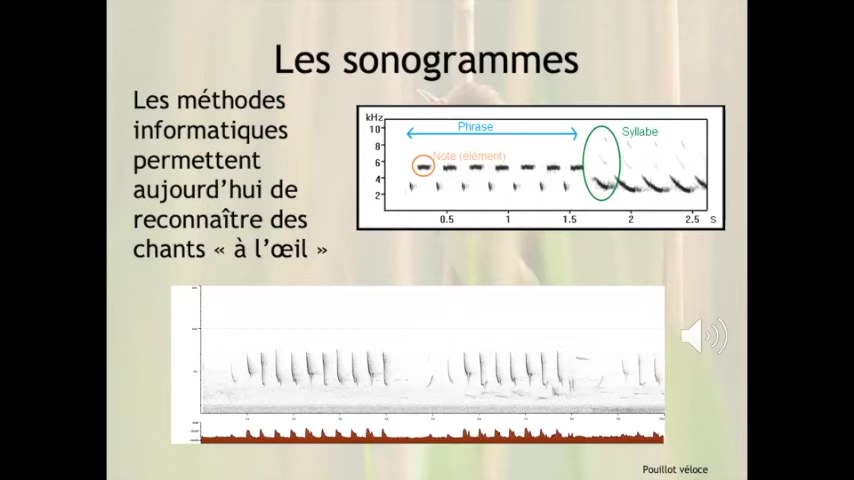 Les sonogrammes
Les méthodes
informatiques
permettent
aujourd’hui de
reconnaître des
chants « à l’œil »
kHz
Phrase
Syllabe
Note (élément)
10
8
6
4
2
0.5 1 1.5 2 2.5 s
Pouillot véloce